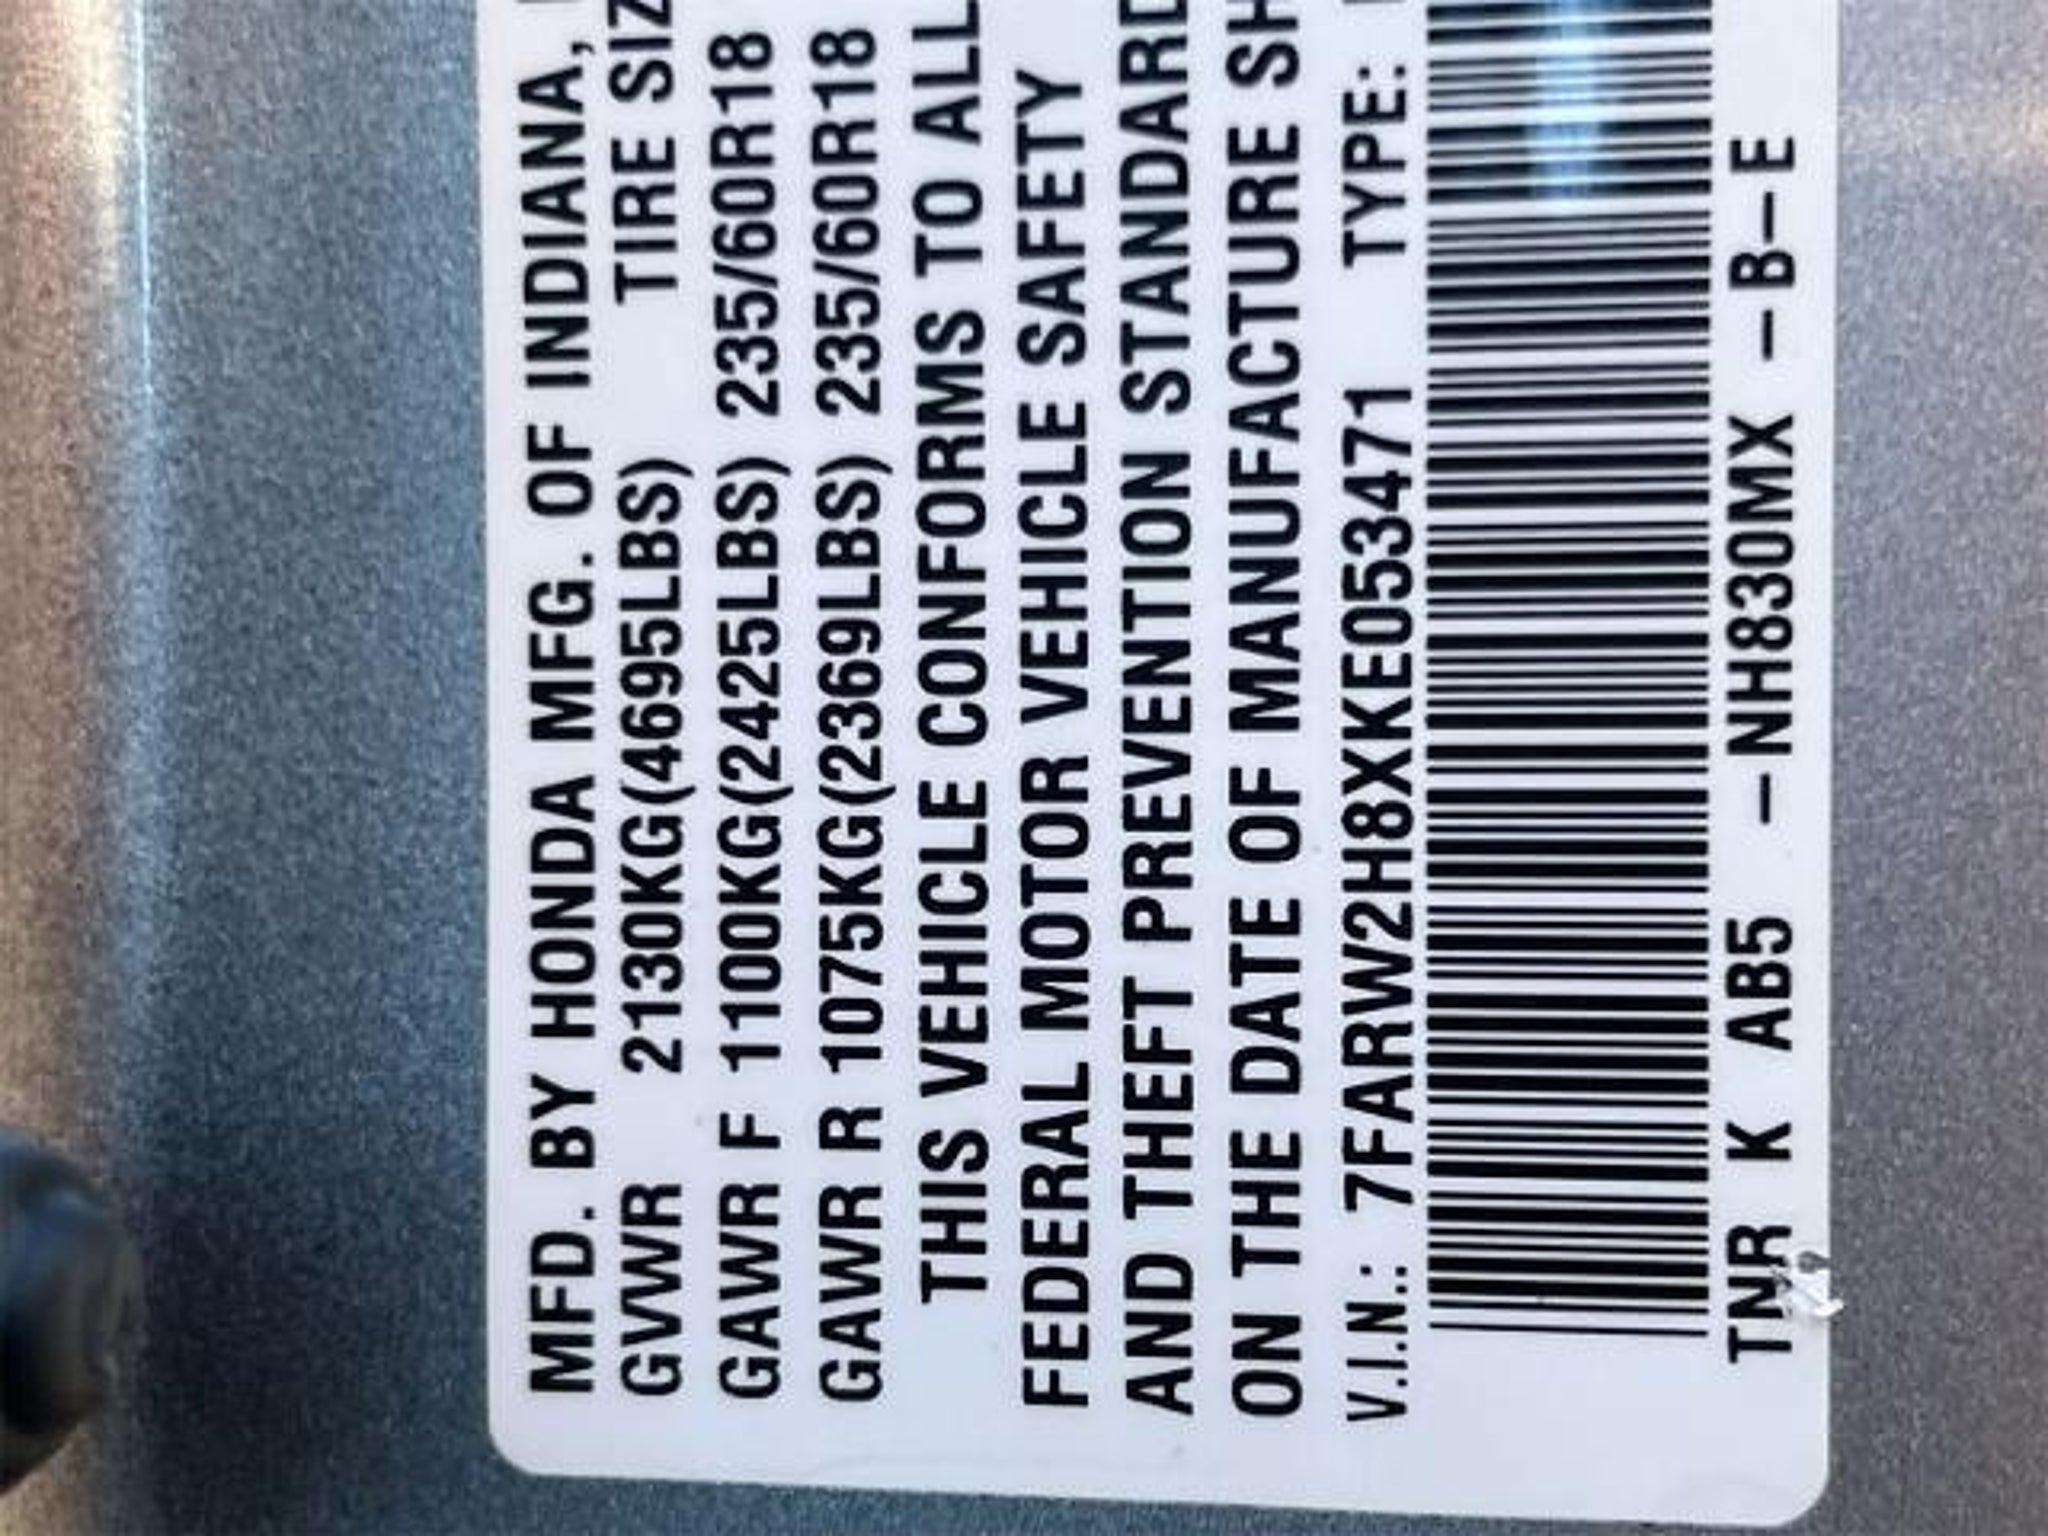 MFD. BY HONDA MFG. OF INDIANA,
GVWR 2130KG(4695LBS) TIRE SIZ
GAWR F 1100KG(2425LBS) 235/60R18
GAWR R 1075KG(2369LBS) 235/60R18
THIS VEHICLE CONFORMS TO ALL
FEDERAL MOTOR VEHICLE SAFETY
AND THEFT PREVENTION STANDARD
ON THE DATE OF MANUFACTURE SH
V.I.N.: 7FARW2H8XKE053471 TYPE:
TNR K AB5 -NH830MX -B-E